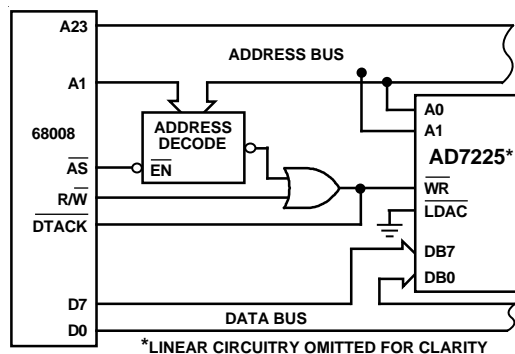 A23
ADDRESS BUS
A1
68008
ADDRESS
DECODE
EN
AS
R/W
DTACK
A0
A1
AD7225*
WR
LDAC
DB7
DB0
D7
D0
DATA BUS
*LINEAR CIRCUITRY OMITTED FOR CLARITY